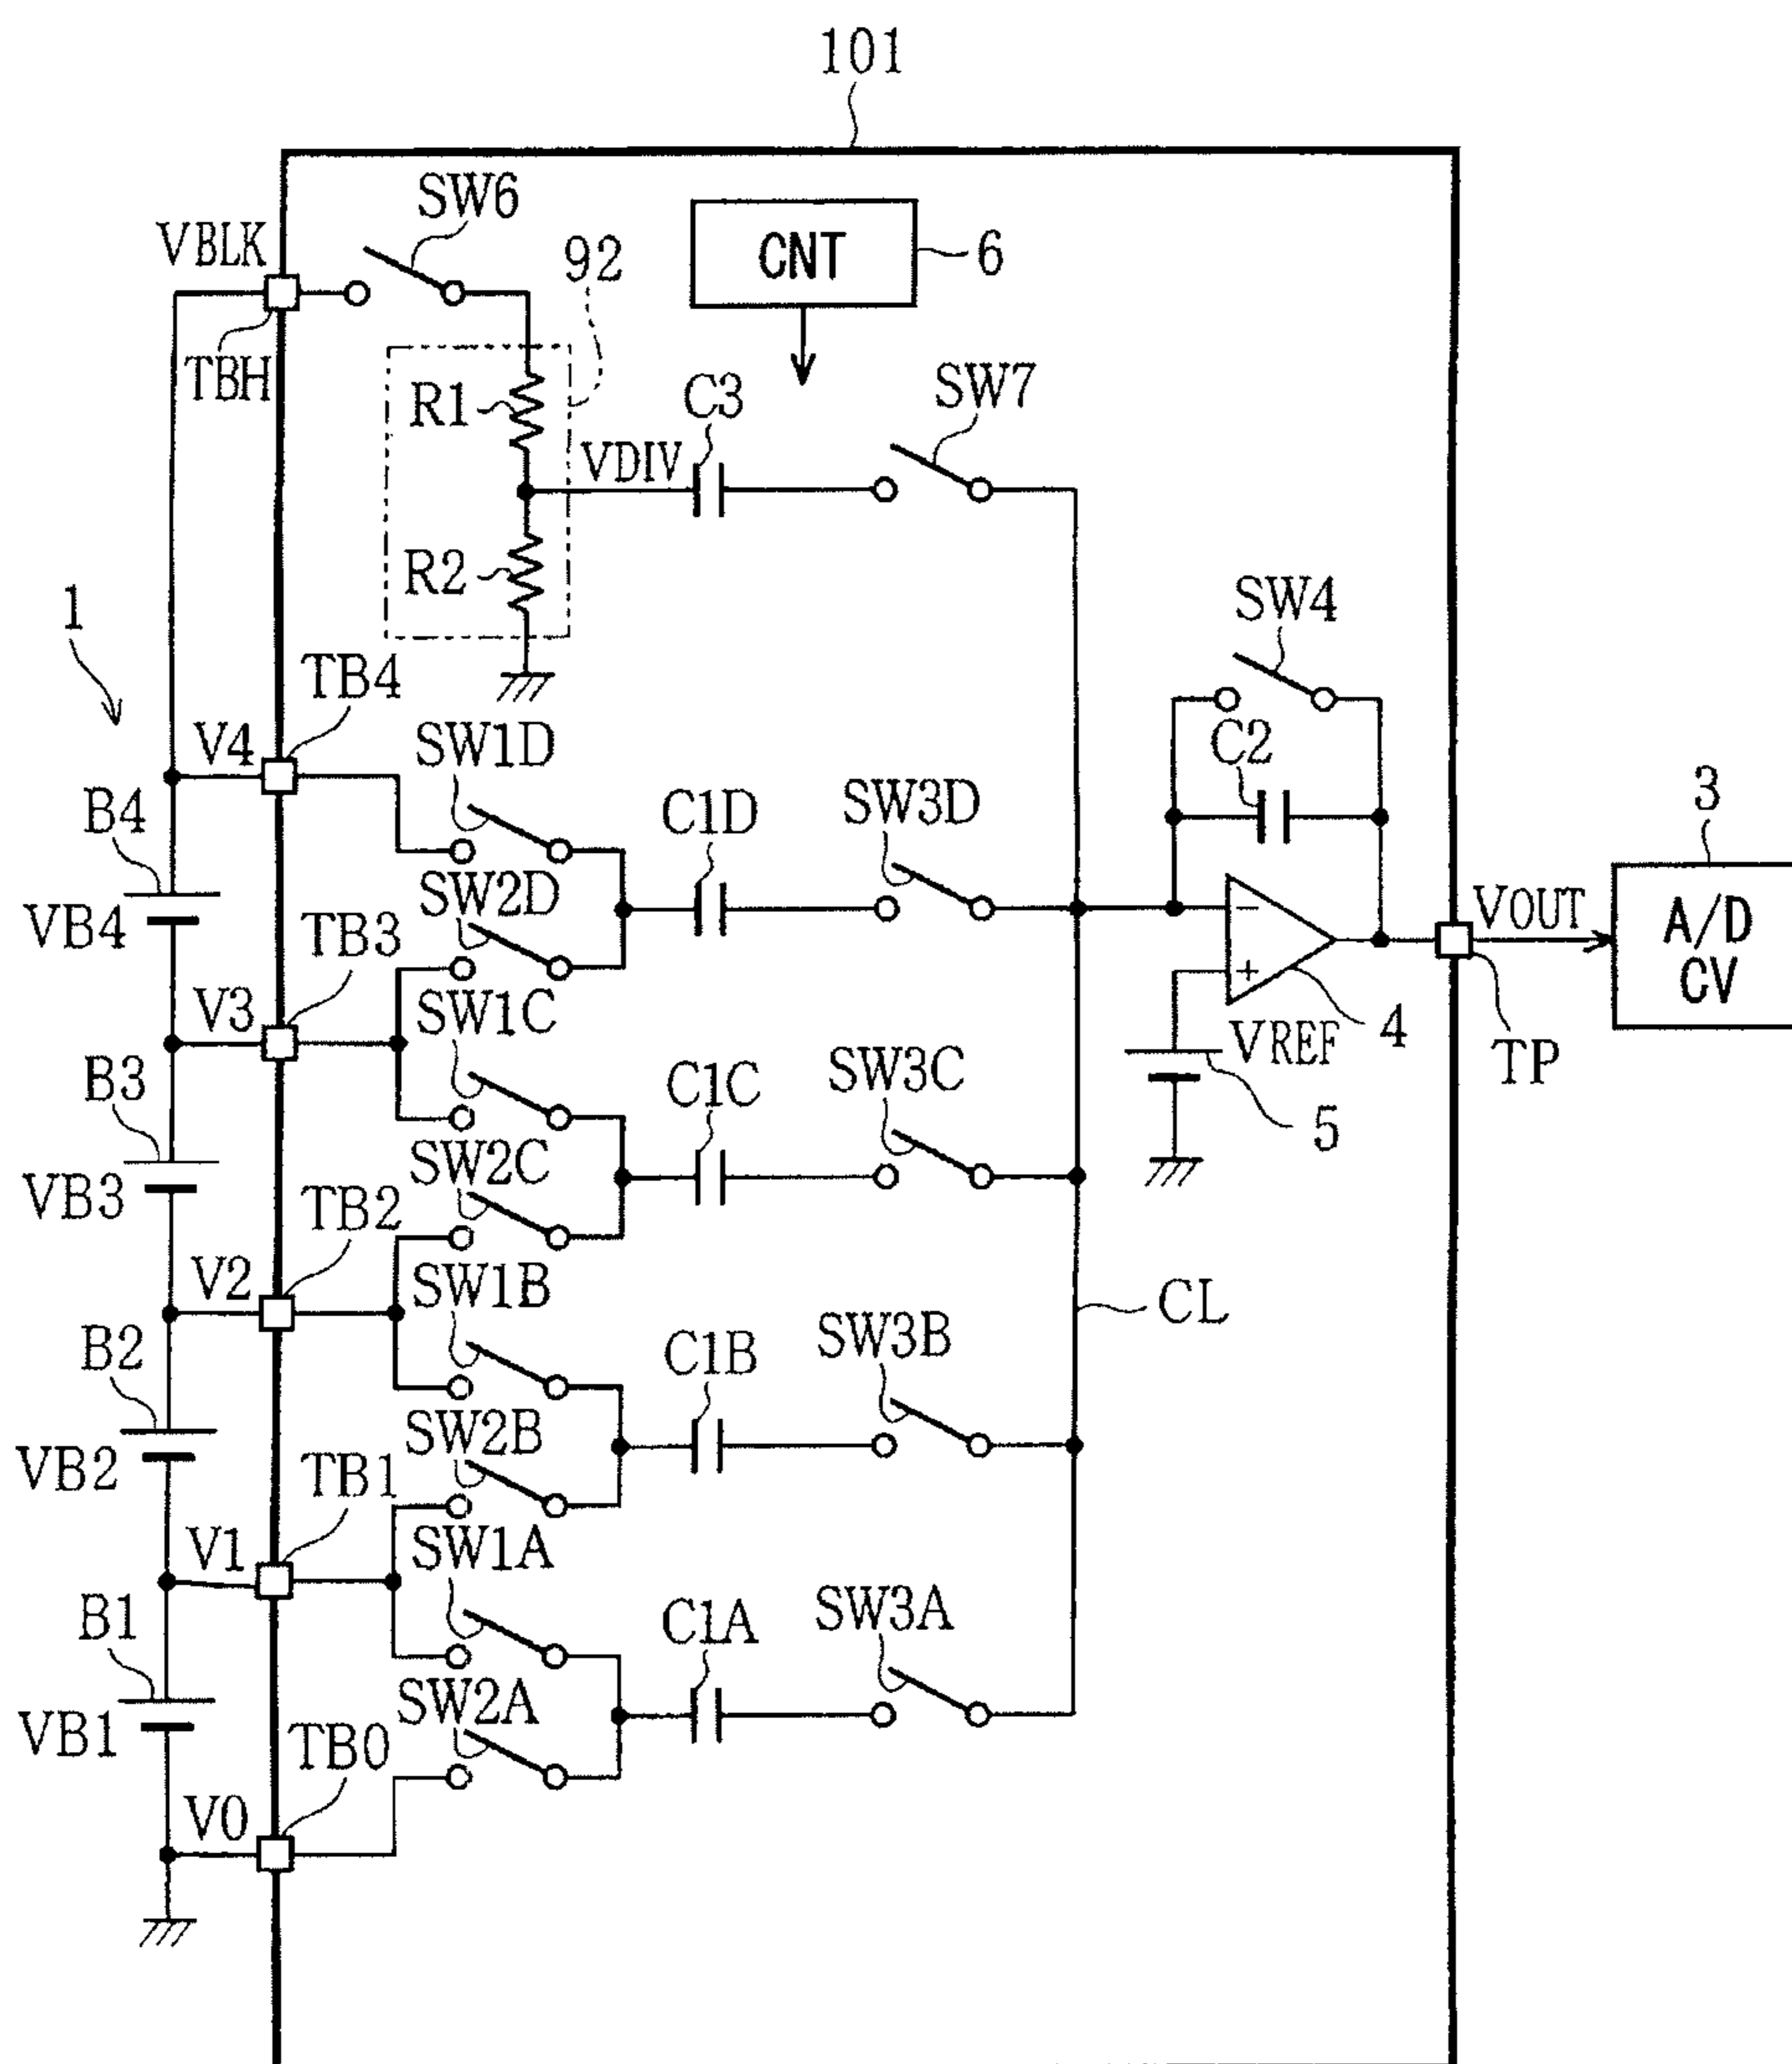 101
SW6
VBLK
92
CNT
6
TBH
R1
C3
SW7
VDIV
R2
SW4
1
TB4
V4
SW1D
C2
B4
C1D
SW3D
3
SW2D
VB4
TB3
VOUT
A/D
CV
V3
SW1C
VREF
4
TP
B3
C1C
SW3C
5
SW2C
VB3
TB2
V2
SW1B
CL
B2
C1B
SW3B
SW2B
VB2
TB1
V1
SW1A
B1
C1A
SW3A
SW2A
VB1
TB0
V0